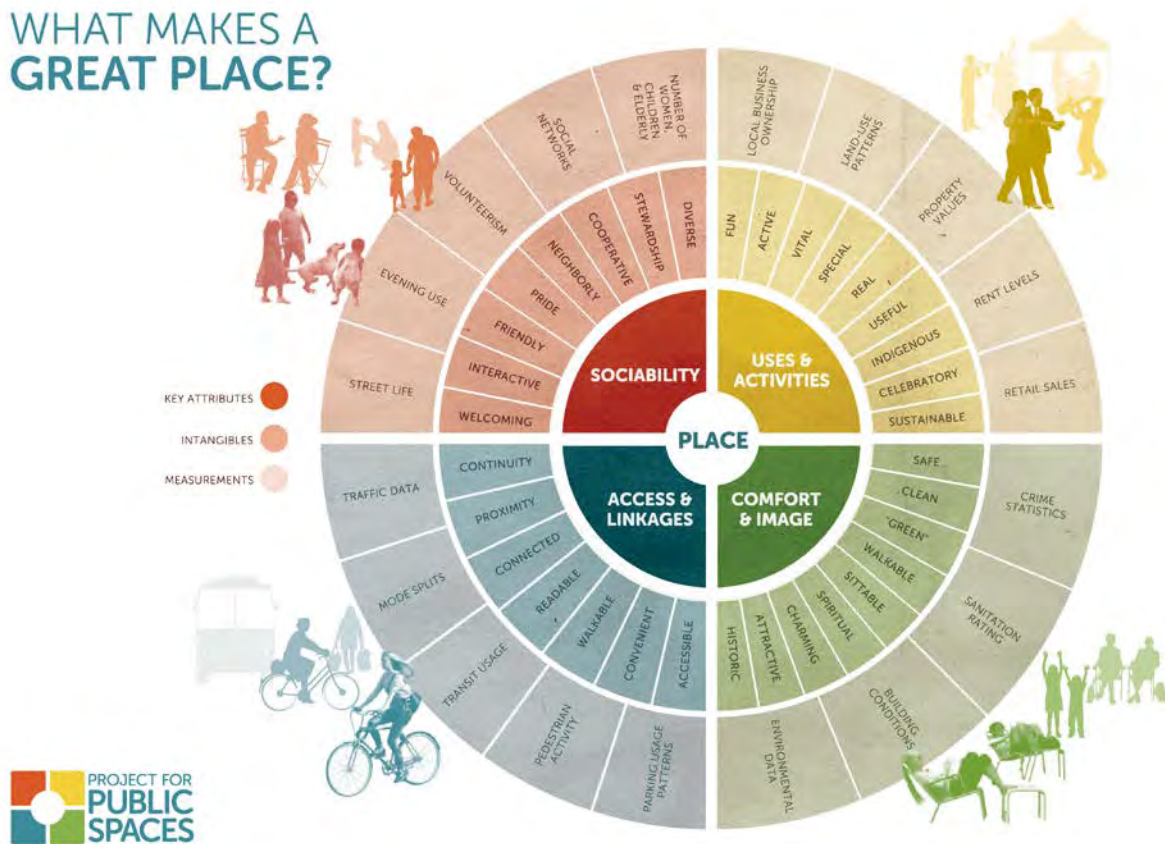 WHAT MAKES A
GREAT PLACE?
KEY ATTRIBUTES
INTANGIBLES
MEASUREMENTS
PLACE
SOCIABILITY
WELCOMING
INTERACTIVE
FRIENDLY
PRIDE
NEIGHBORLY
COOPERATIVE
STEWARDSHIP
DIVERSE
STREET LIFE
EVENING USE
VOLUNTEERISM
SOCIAL
NETWORKS
NUMBER OF
WOMEN,
CHILDREN
& ELDERLY
USES &
ACTIVITIES
FUN
ACTIVE
VITAL
SPECIAL
REAL
USEFUL
INDIGENOUS
CELEBRATORY
SUSTAINABLE
LOCAL BUSINESS
OWNERSHIP
LAND-USE
PATTERNS
PROPERTY
VALUES
RENT LEVELS
RETAIL SALES
COMFORT
& IMAGE
SAFE
CLEAN
"GREEN"
WALKABLE
SITTABLE
SPIRITUAL
CHARMING
ATTRACTIVE
HISTORIC
CRIME
STATISTICS
SANITATION
RATING
BUILDING
CONDITIONS
ENVIRONMENTAL
DATA
ACCESS &
LINKAGES
CONTINUITY
PROXIMITY
CONNECTED
READABLE
WALKABLE
CONVENIENT
ACCESSIBLE
TRAFFIC DATA
MODE SPLITS
TRANSIT USAGE
PEDESTRIAN
ACTIVITY
PARKING USAGE
PATTERNS
PROJECT FOR
PUBLIC
SPACES